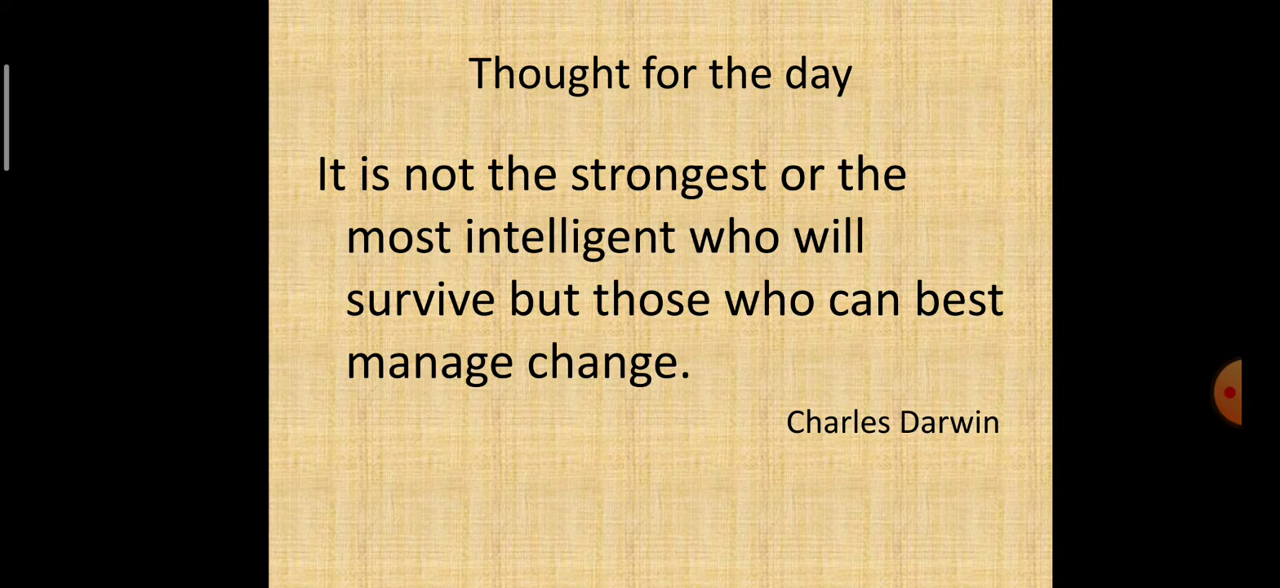 Thought for the day
It is not the strongest or the
most intelligent who will
survive but those who can best
manage change.
Charles Darwin